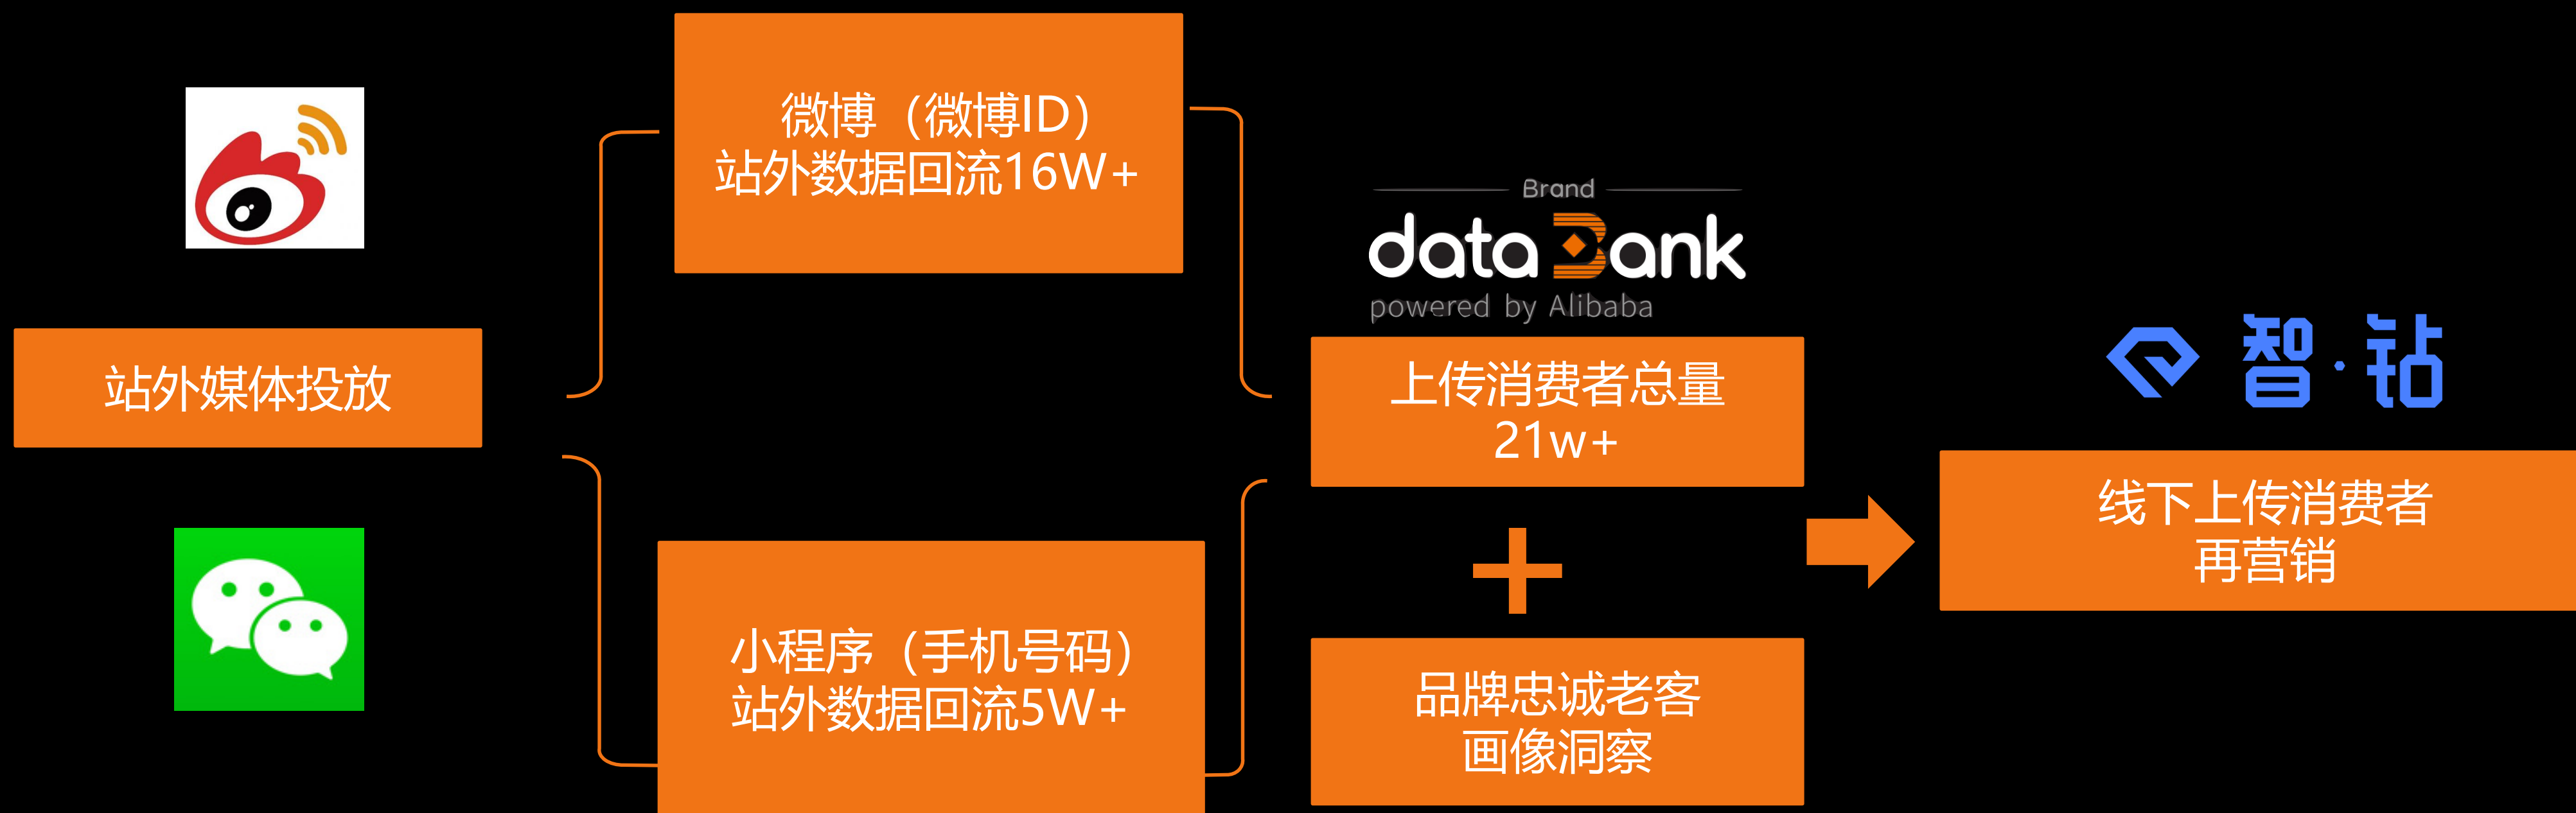 站外媒体投放
微博（微博ID）
站外数据回流16W+
小程序（手机号码）
站外数据回流5W+
Brand
dataBank
powered by Alibaba
上传消费者总量
21w+
品牌忠诚老客
画像洞察
智·钻
线下上传消费者
再营销